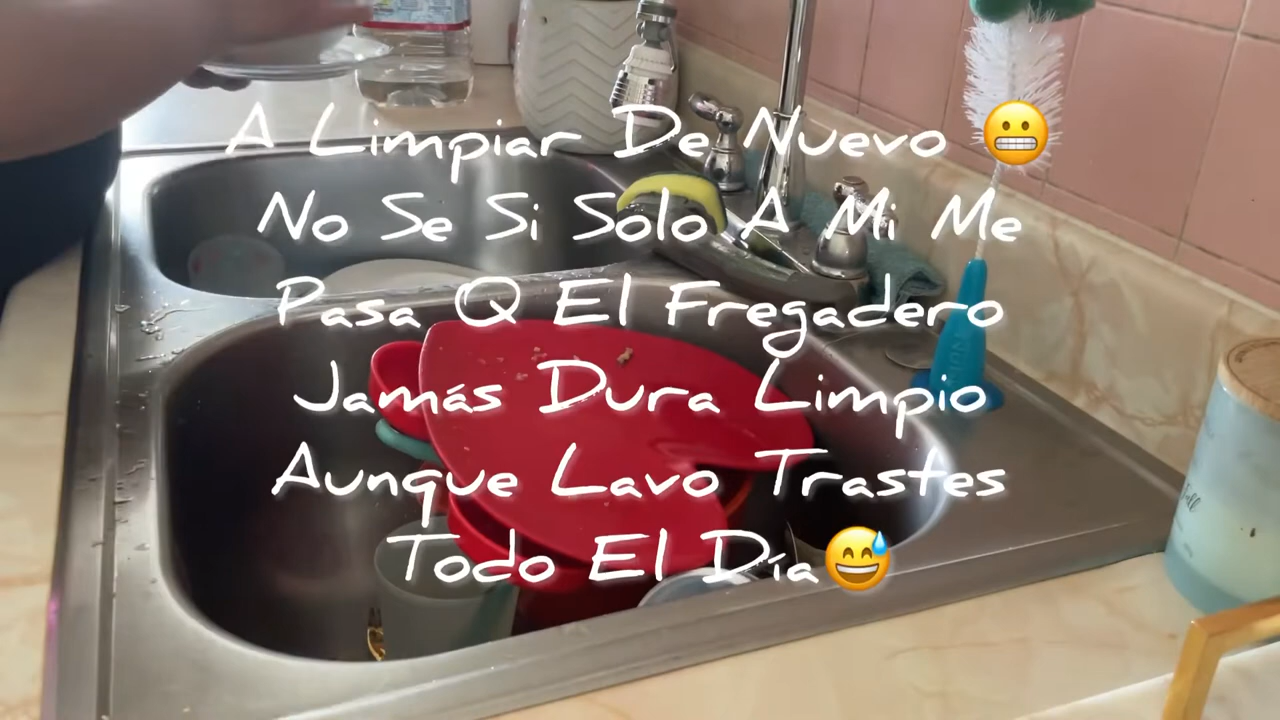 A Limpiar De Nuevo 😬
No Se Si Solo A Mi Me
Pasa Q El Fregadero
Jamás Dura Limpio
Aunque Lavo Trastes
Todo El Día😅